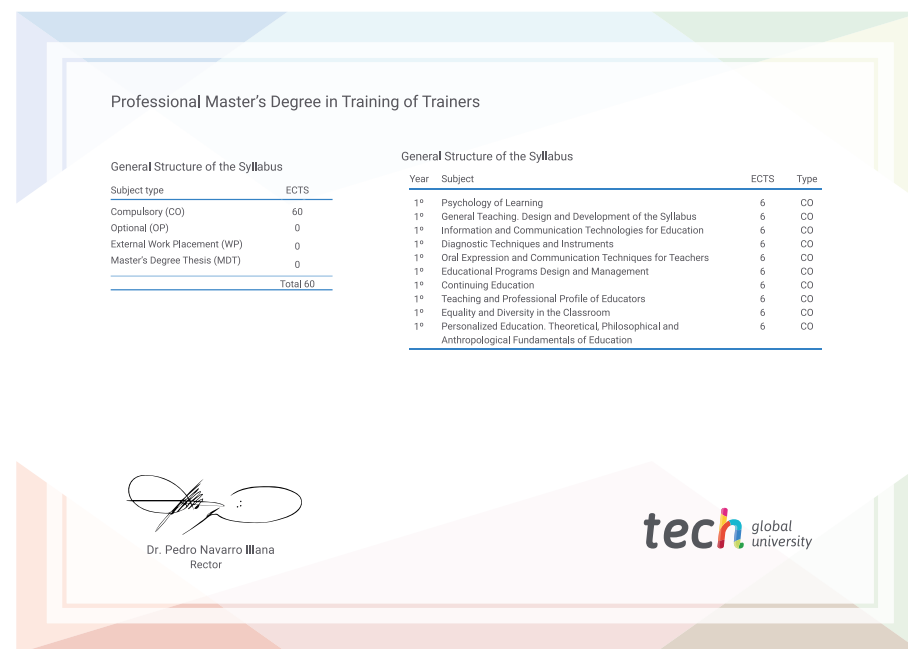 Professional Master's Degree in Training of Trainers
General Structure of the Syllabus
Subject type ECTS
Compulsory (CO) 60
Optional (OP) 0
External Work Placement (WP) 0
Master's Degree Thesis (MDT) 0
Total 60
General Structure of the Syllabus
Year Subject ECTS Type
1º Psychology of Learning 6 CO
1º General Teaching. Design and Development of the Syllabus 6 CO
1º Information and Communication Technologies for Education 6 CO
1º Diagnostic Techniques and Instruments 6 CO
1º Oral Expression and Communication Techniques for Teachers 6 CO
1º Educational Programs Design and Management 6 CO
1º Continuing Education 6 CO
1º Teaching and Professional Profile of Educators 6 CO
1º Equality and Diversity in the Classroom 6 CO
1º Personalized Education. Theoretical, Philosophical and 6 CO
Anthropological Fundamentals of Education
Dr. Pedro Navarro Illana
Rector
tech global
university